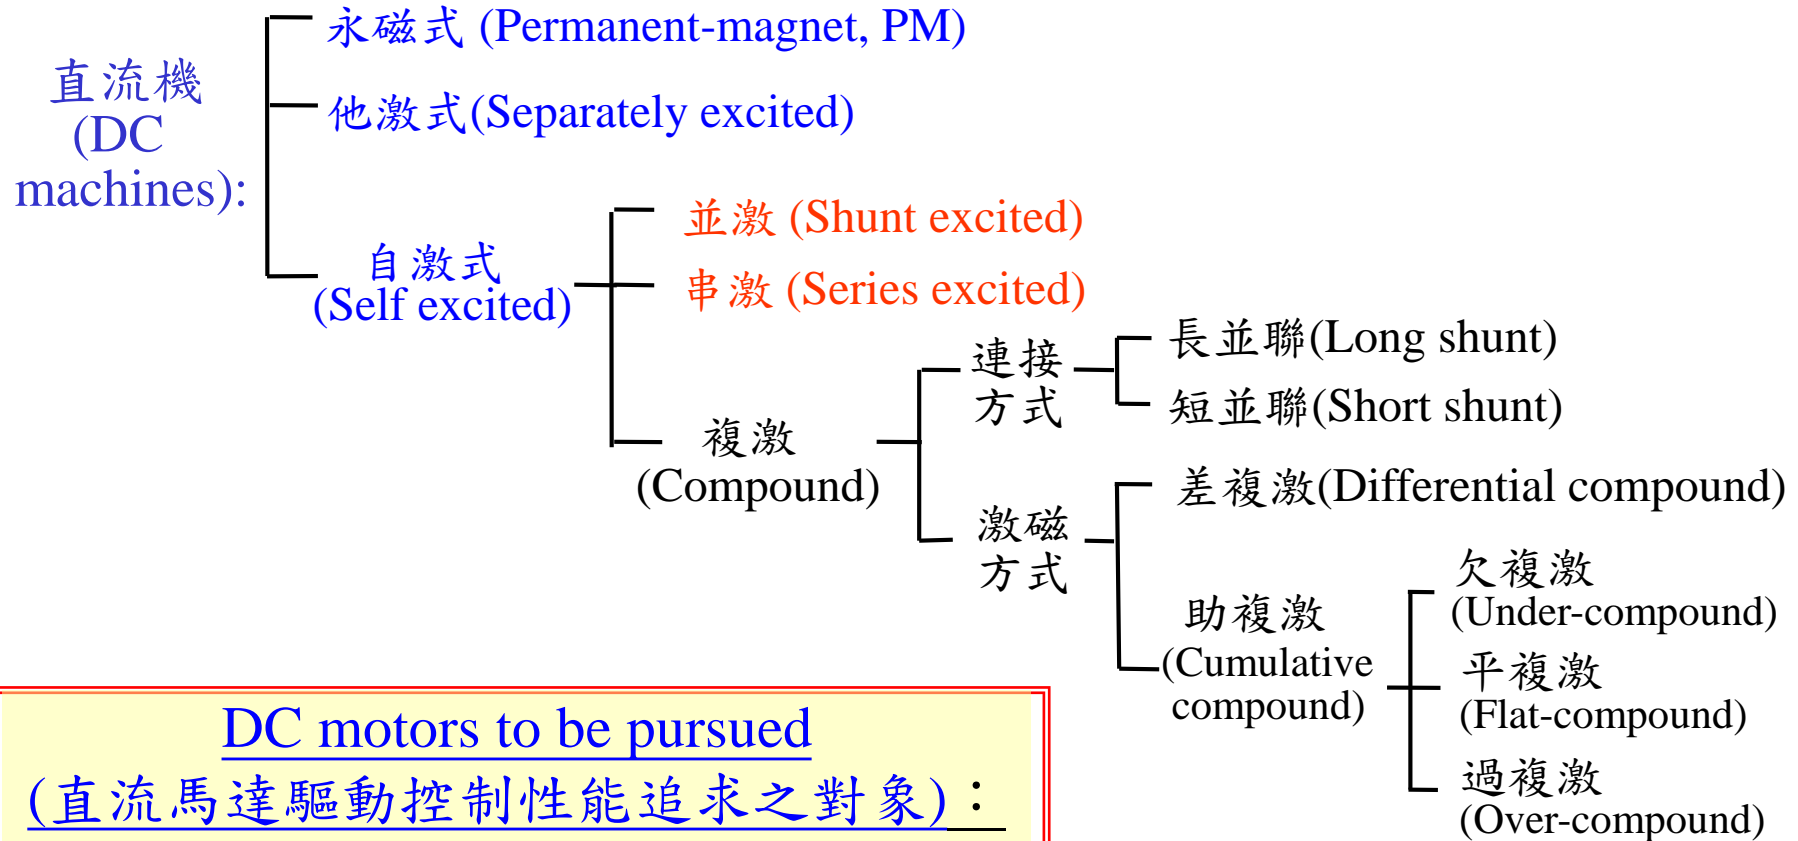 直流機
(DC
machines):
永磁式 (Permanent-magnet, PM)
他激式(Separately excited)
自激式
(Self excited)
並激 (Shunt excited)
串激 (Series excited)
複激
(Compound)
連接
方式
長並聯(Long shunt)
短並聯(Short shunt)
激磁
方式
差複激(Differential compound)
助複激
(Cumulative
compound)
欠複激
(Under-compound)
平複激
(Flat-compound)
過複激
(Over-compound)
DC motors to be pursued
(直流馬達驅動控制性能追求之對象)：